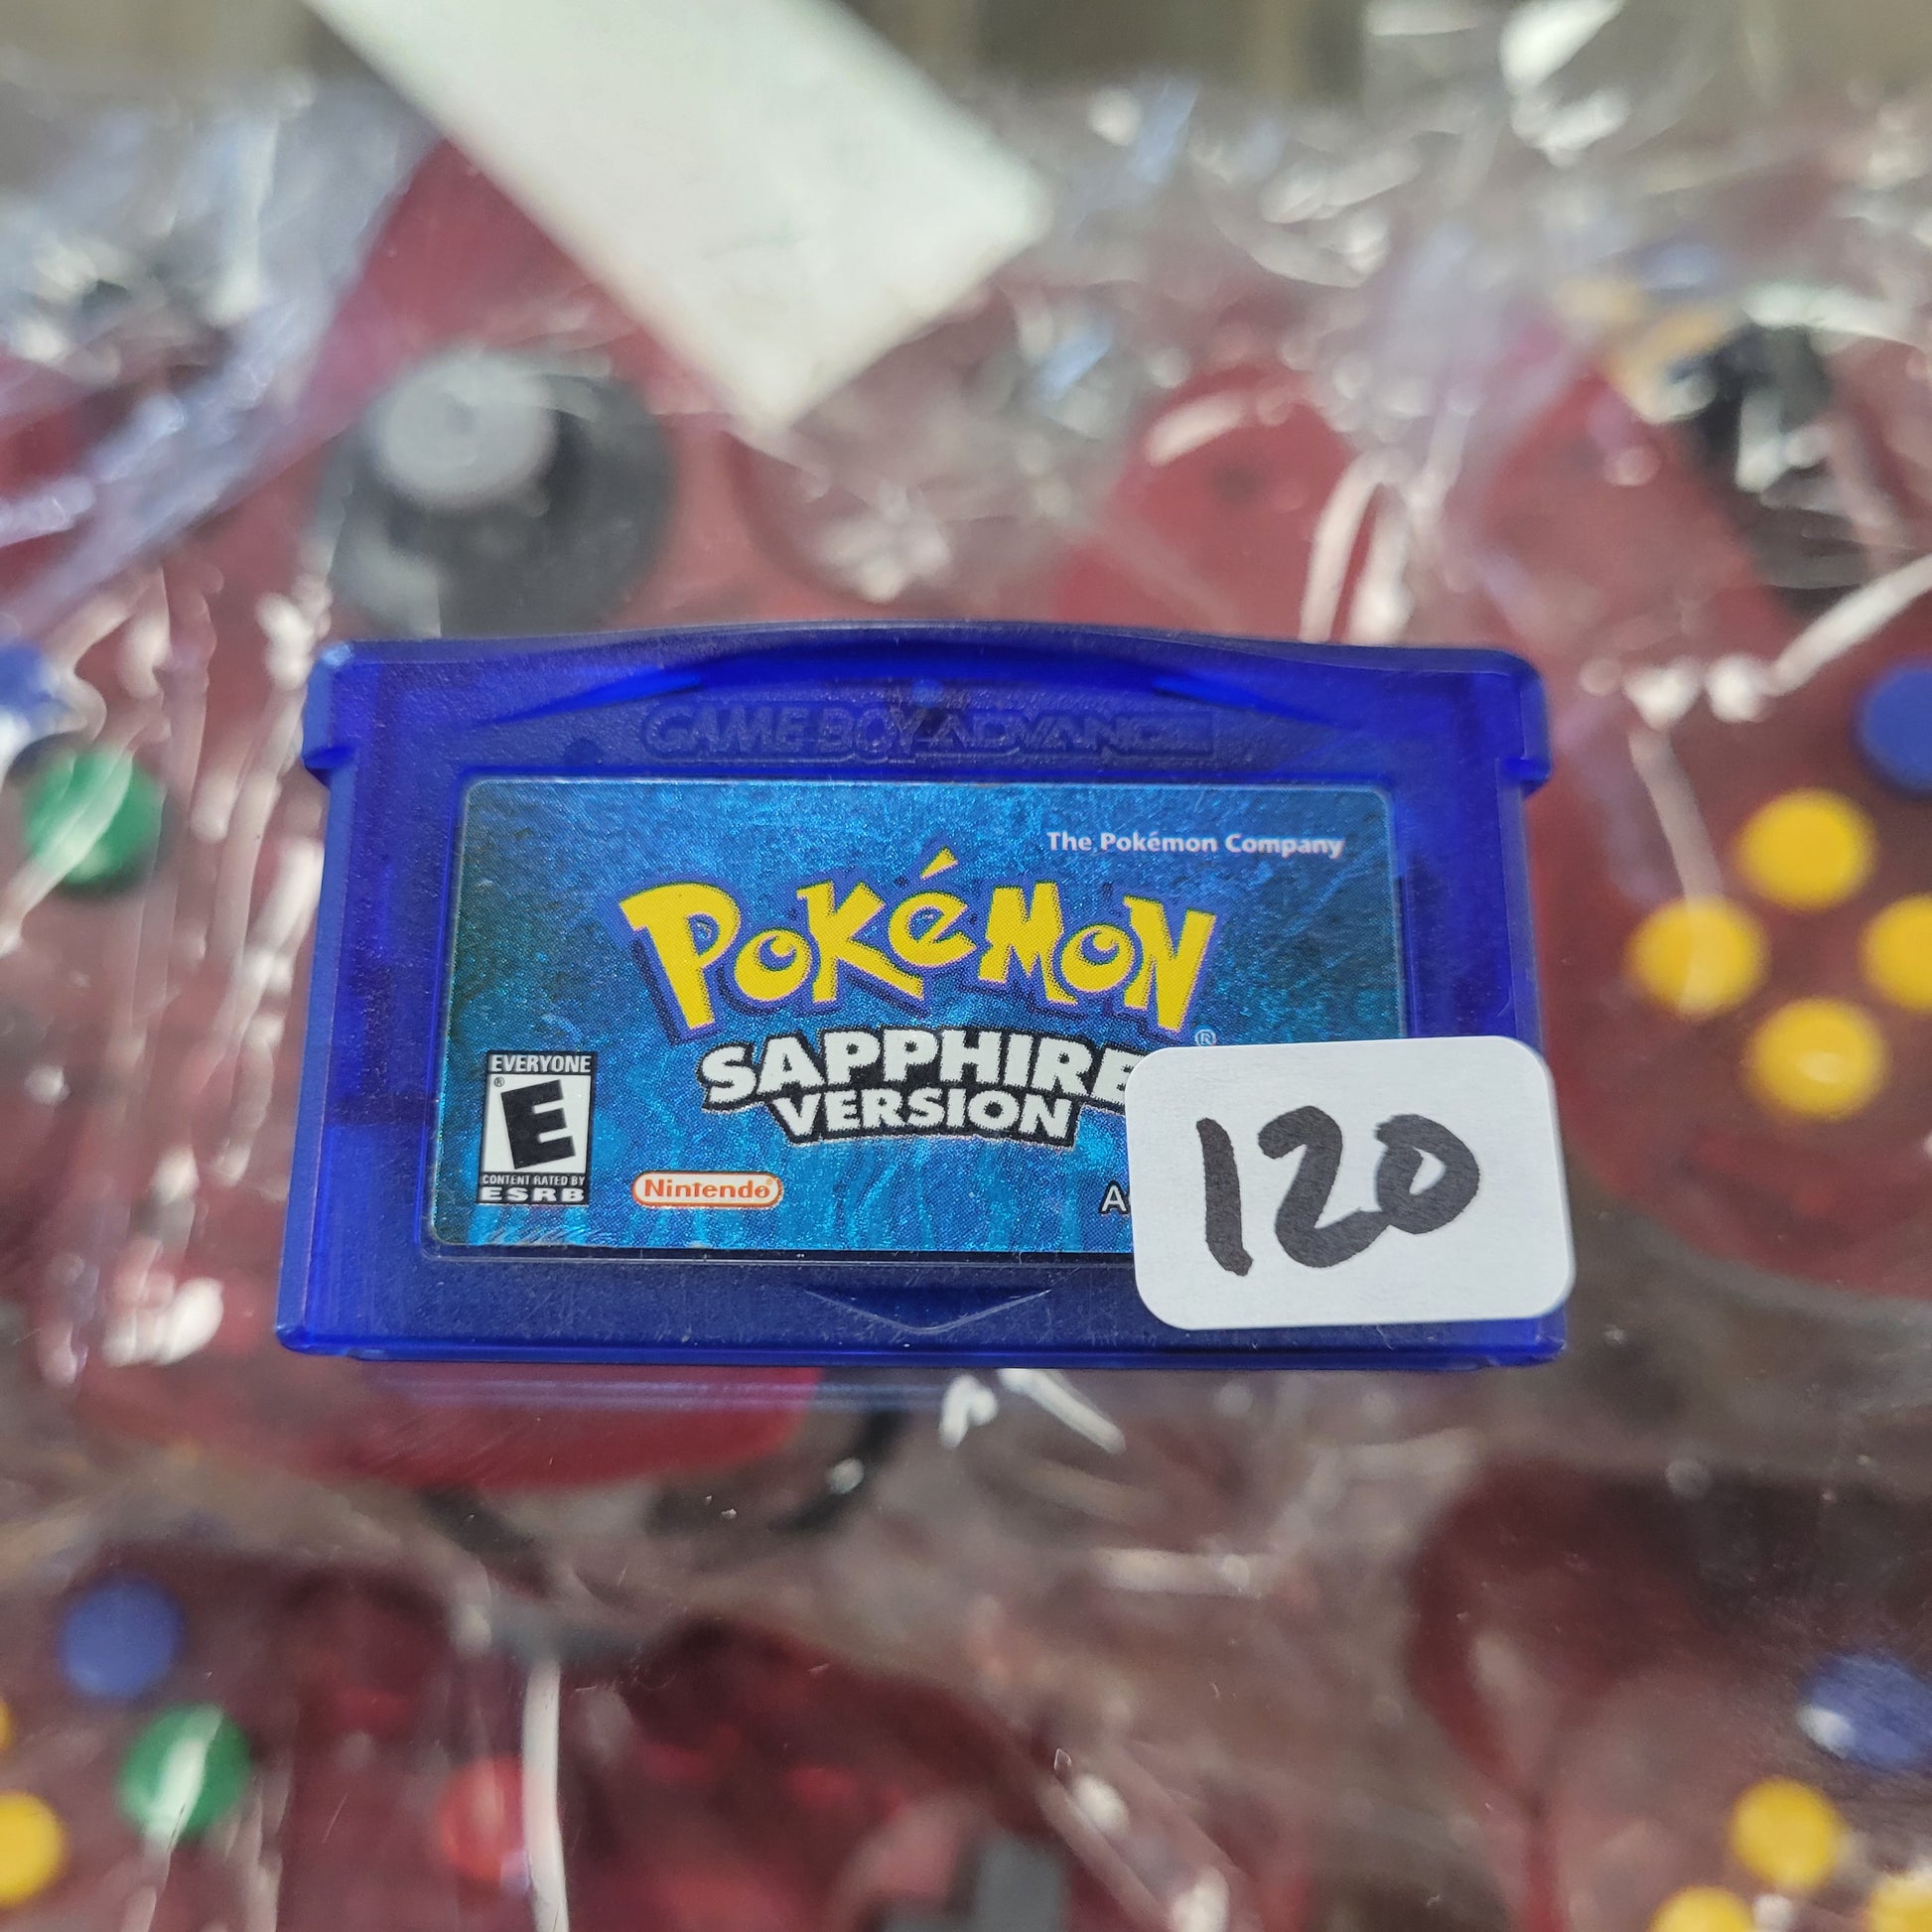 GAME BOY ADVANCE
The Pokémon Company
POKéMON
®
SAPPHIRE
VERSION
EVERYONE
®
E
CONTENT RATED BY
ESRB
Nintendo®
120